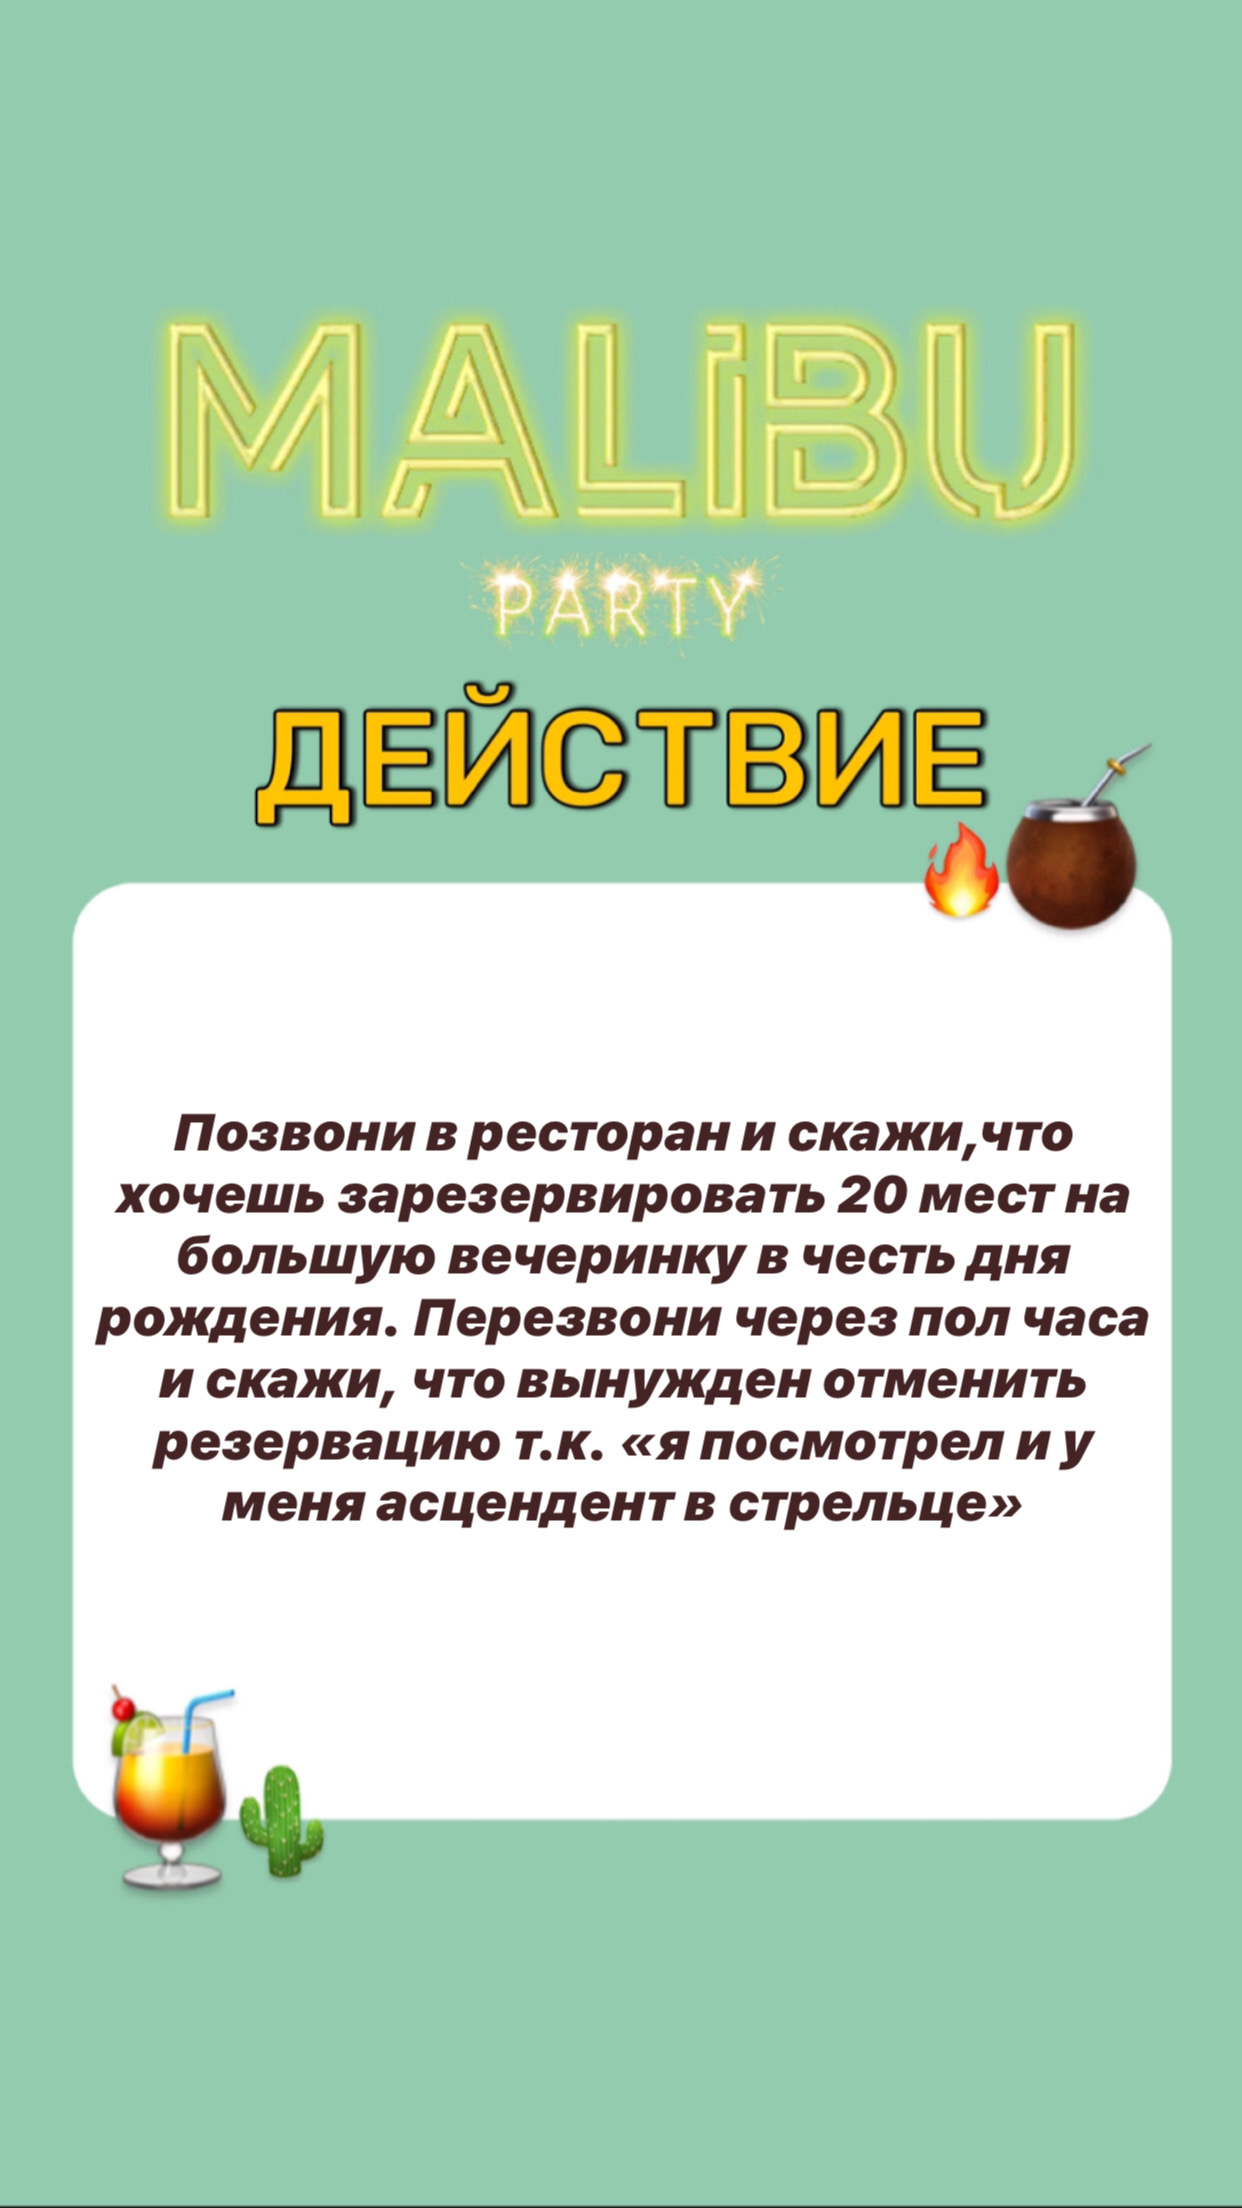 MALiBU
PARTY
ДЕЙСТВИЕ
Позвони в ресторан и скажи,что
хочешь зарезервировать 20 мест на
большую вечеринку в честь дня
рождения. Перезвони через пол часа
и скажи, что вынужден отменить
резервацию т.к. «я посмотрел и у
меня асцендент в стрельце»